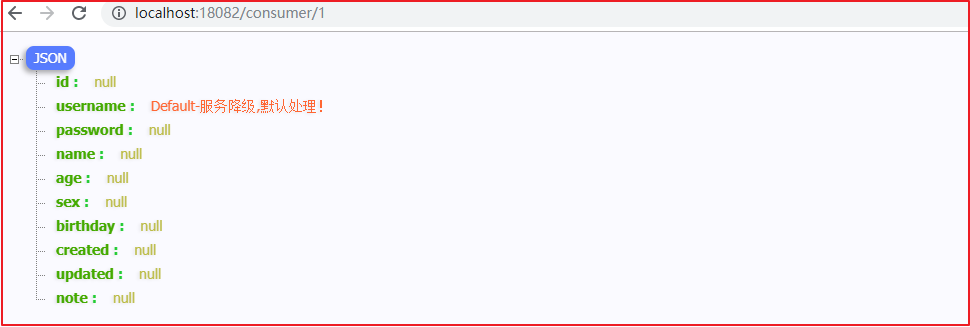 localhost:18082/consumer/1
JSON
id : null
username : Default-服务降级,默认处理！
password : null
name : null
age : null
sex : null
birthday : null
created : null
updated : null
note : null